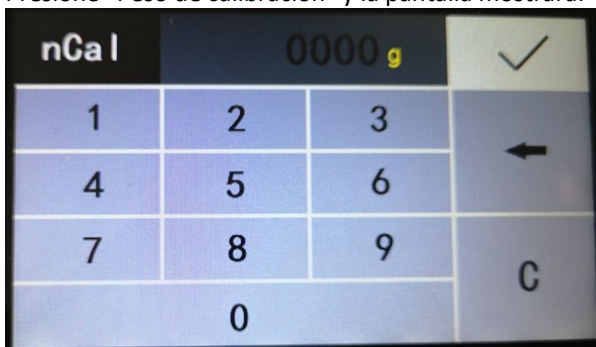 Presione "Peso de calibración" y la pantalla mostrará:
nCal 0000 g
1 2 3
4 5 6
7 8 9
C
0